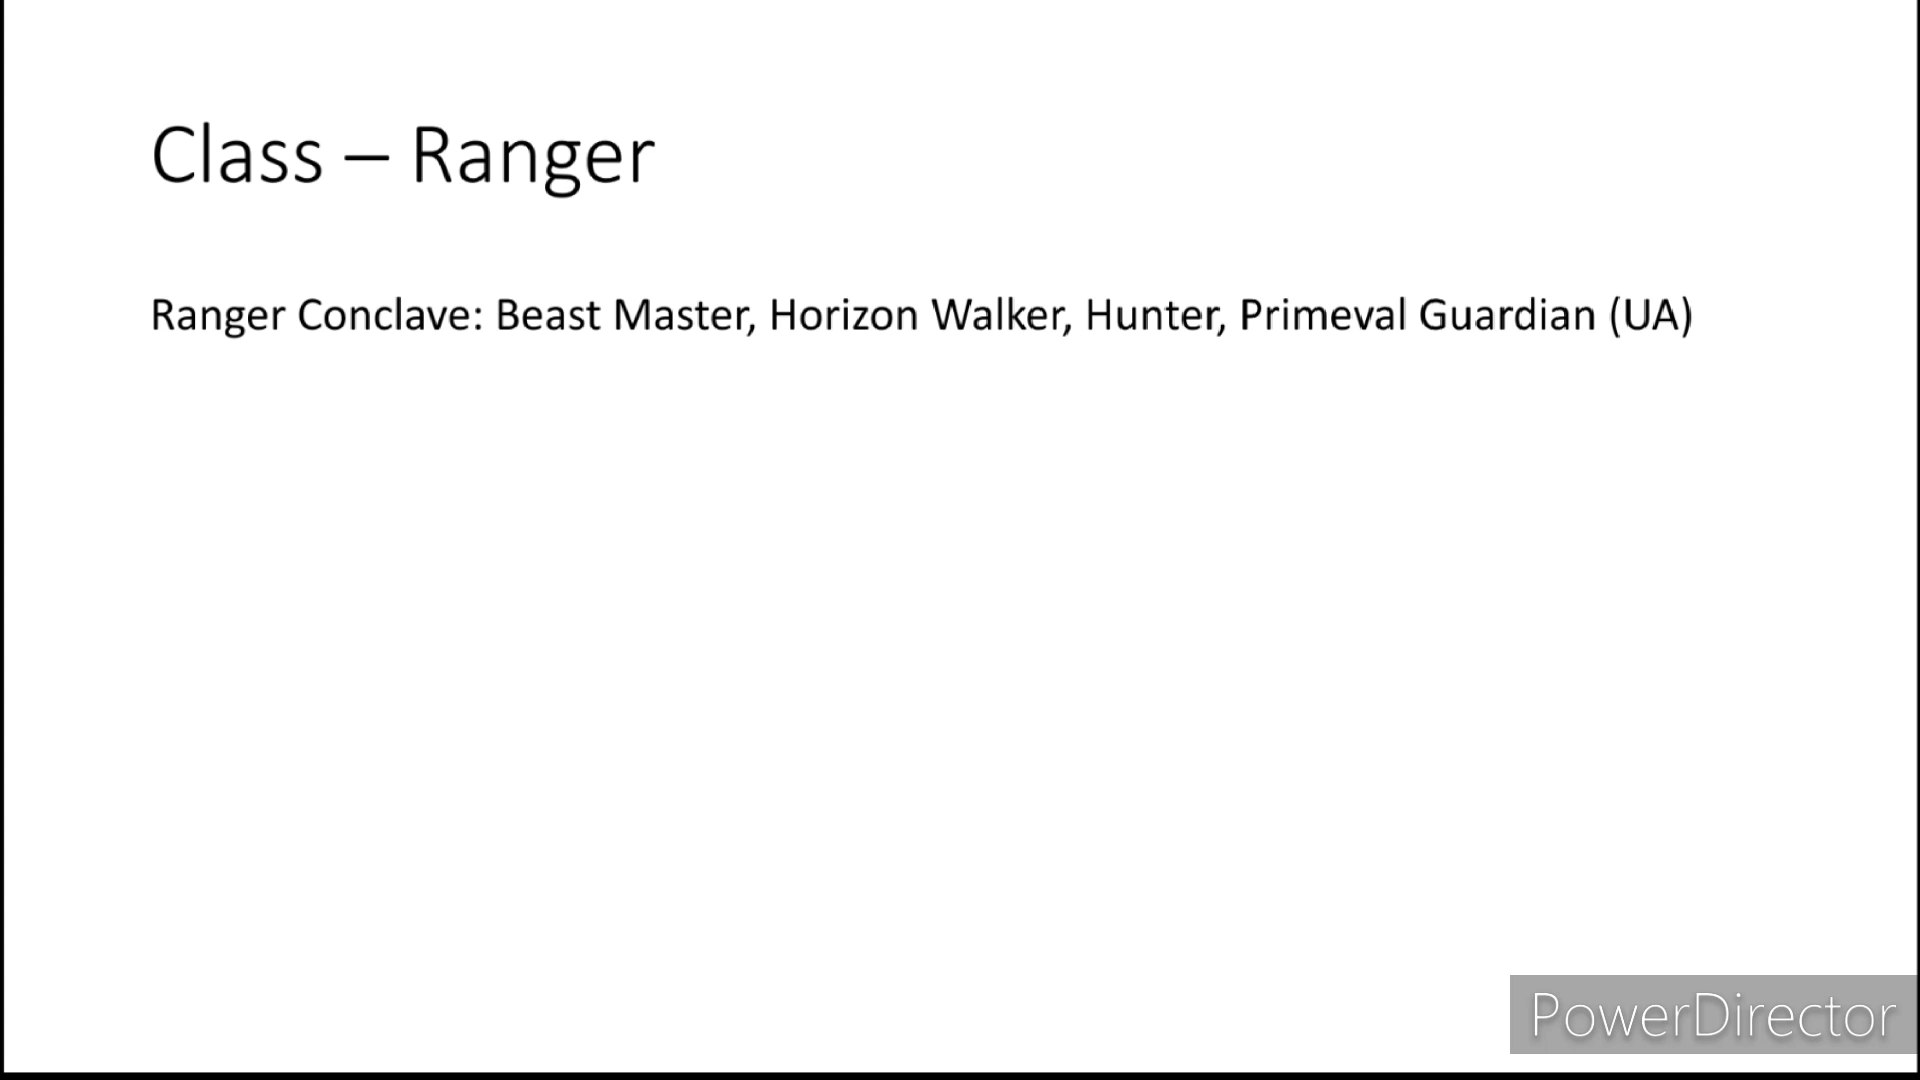 Class – Ranger
Ranger Conclave: Beast Master, Horizon Walker, Hunter, Primeval Guardian (UA)
PowerDirector